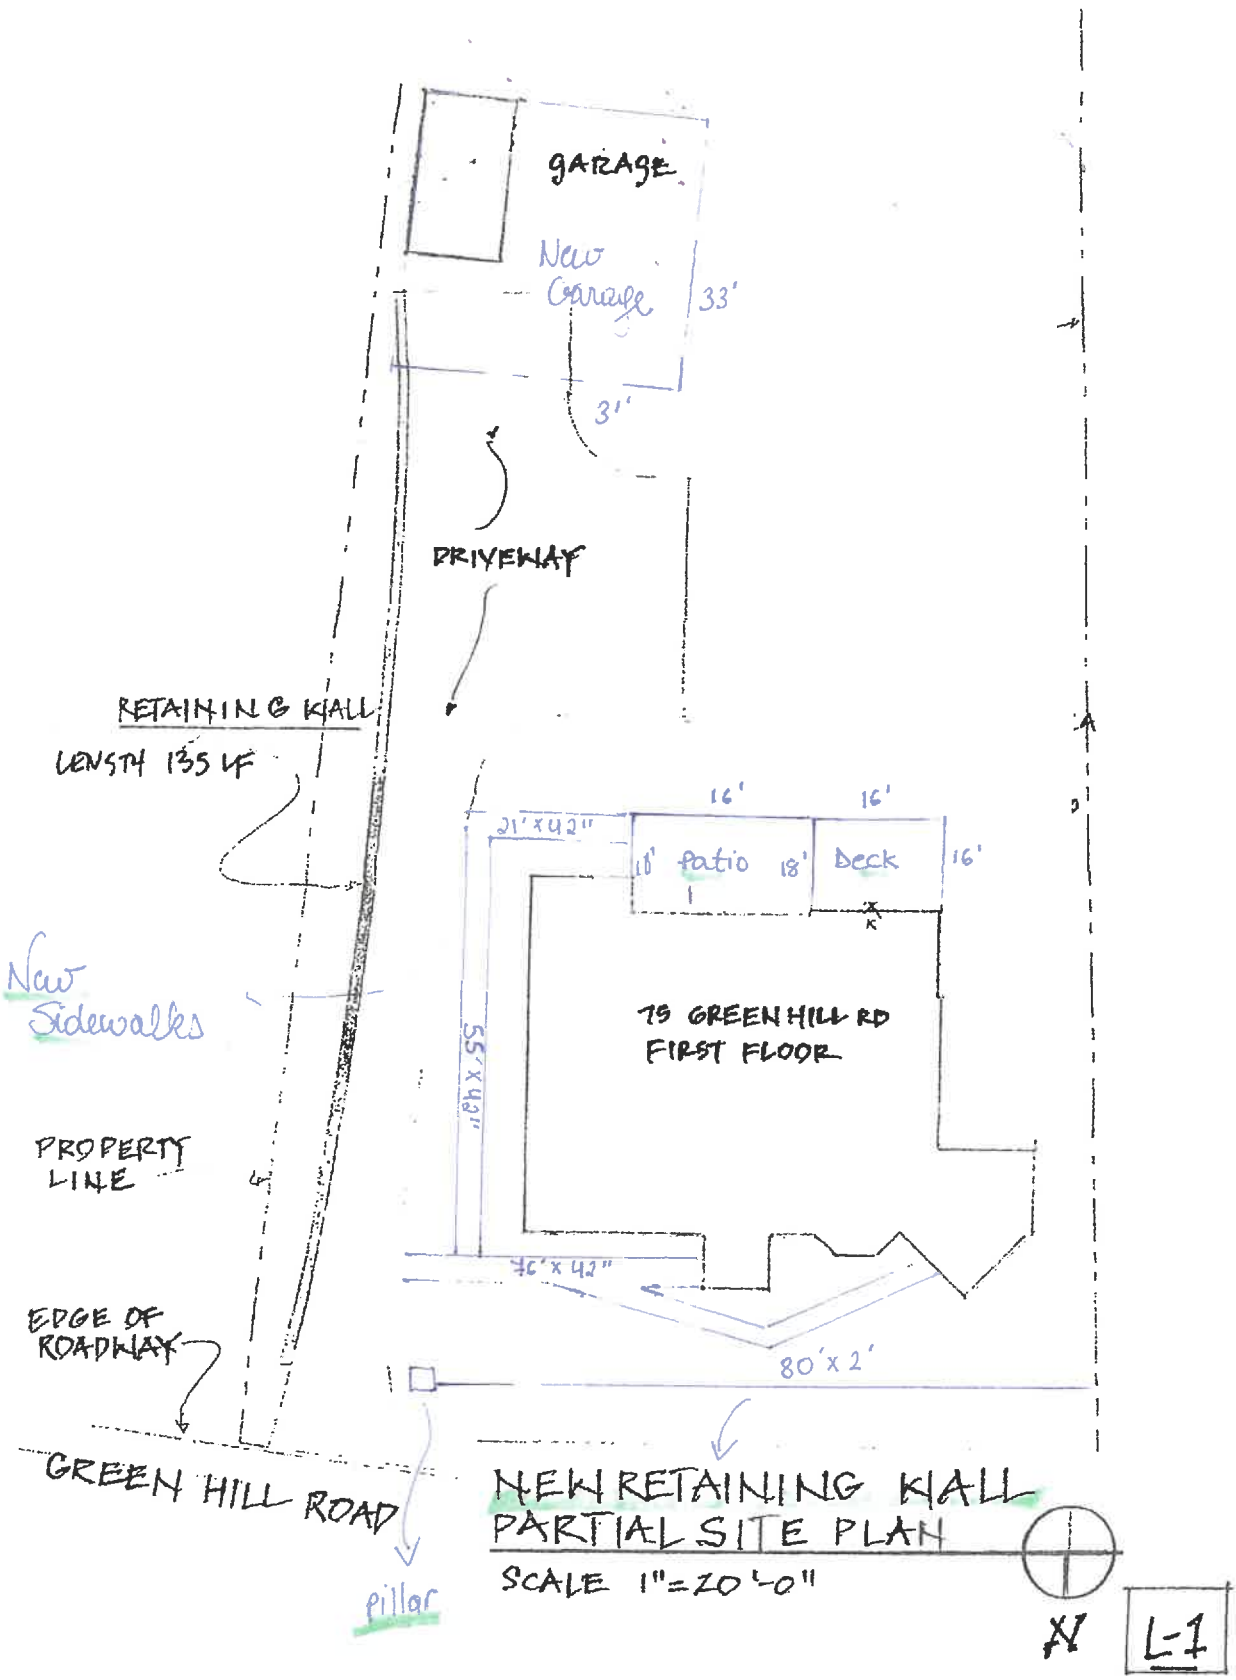 GARAGE
New
Garage
33'
31'
DRIVEWAY
RETAINING WALL
LENGTH 135 LF
16'
16'
21' x 42"
Patio
18'
Deck
16'
New
Sidewalks
55' x 42"
75 GREEN HILL RD
FIRST FLOOR
PROPERTY
LINE
76' x 42"
EDGE OF
ROADWAY
80' x 2'
GREEN HILL ROAD
NEW RETAINING WALL
PARTIAL SITE PLAN
SCALE 1"=20'-0"
pillar
N
L-1